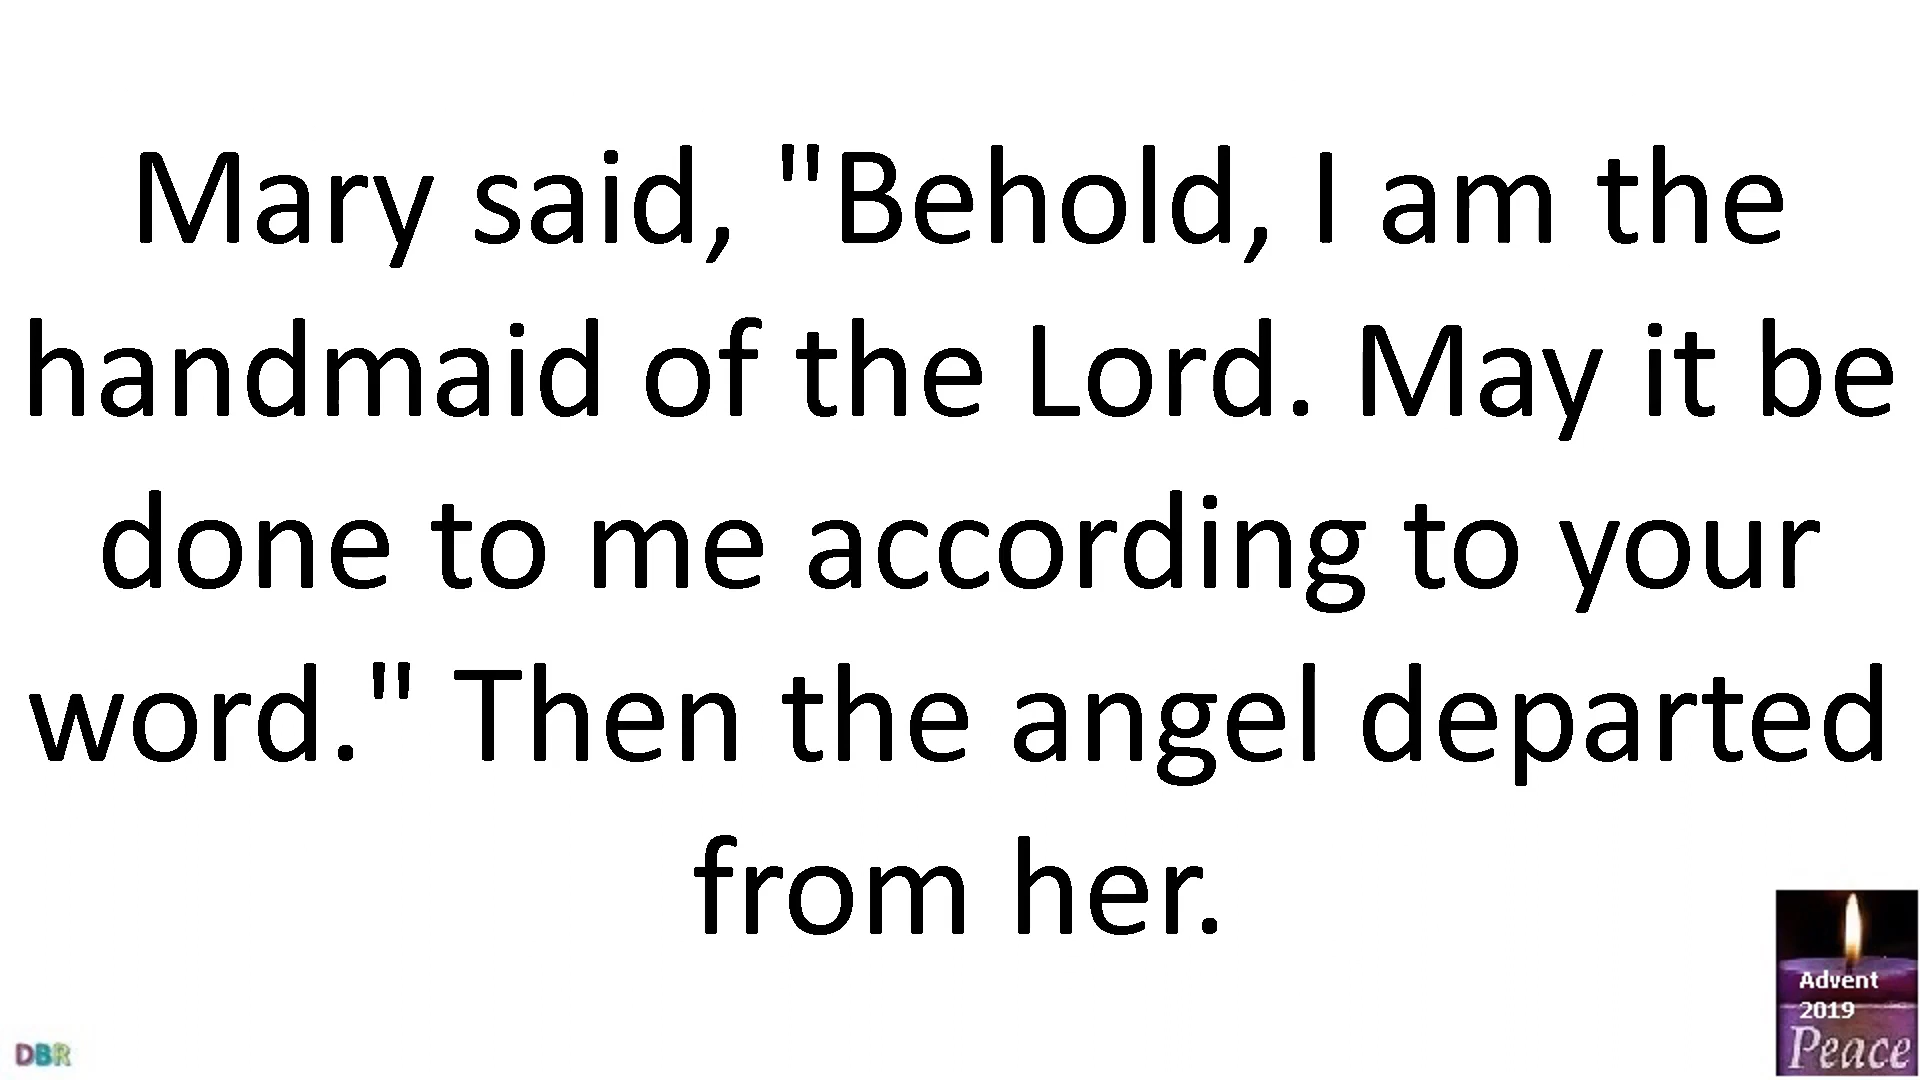 Mary said, "Behold, I am the
handmaid of the Lord. May it be
done to me according to your
word." Then the angel departed
from her.
Advent
2019
Peace
DBR